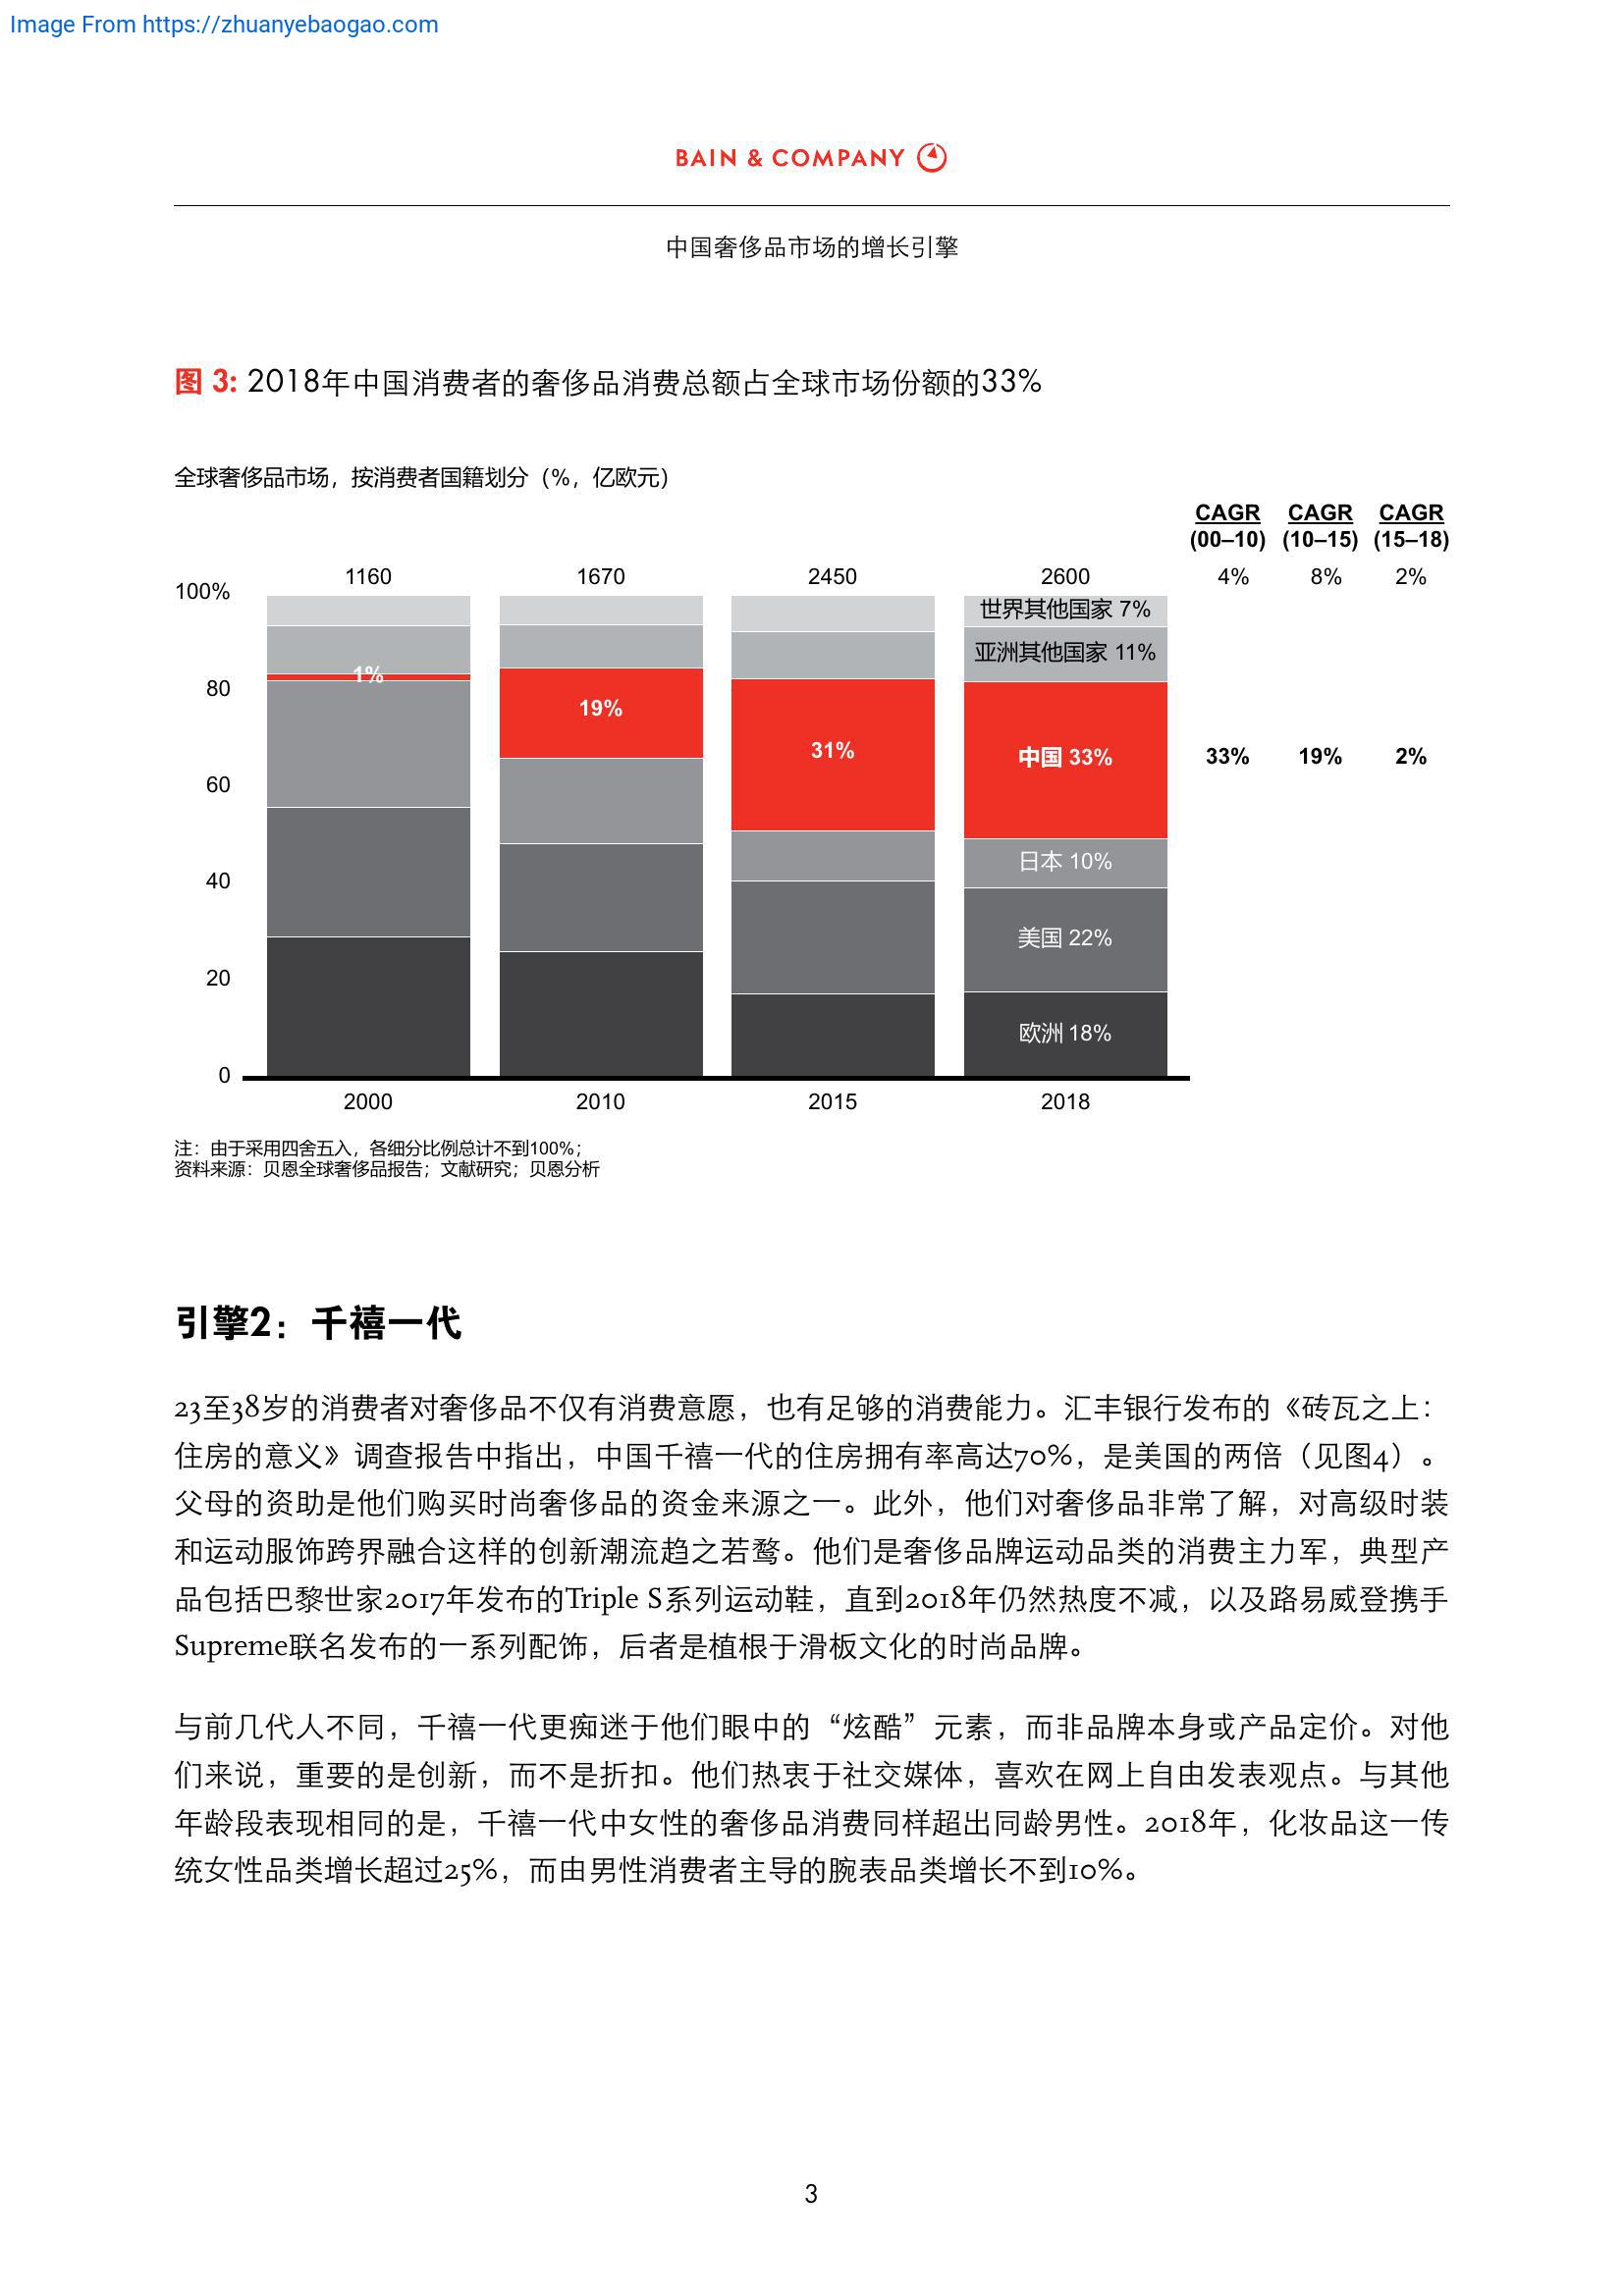 Image From https://zhuanyebaogao.com
BAIN & COMPANY
中国奢侈品市场的增长引擎
图 3: 2018年中国消费者的奢侈品消费总额占全球市场份额的33%
全球奢侈品市场，按消费者国籍划分（%，亿欧元）
CAGR CAGR CAGR
(00–10) (10–15) (15–18)
1160 1670 2450 2600 4% 8% 2%
100%
世界其他国家 7%
亚洲其他国家 11%
1%
80
19%
31%
中国 33% 33% 19% 2%
60
日本 10%
40
美国 22%
20
欧洲 18%
0
2000 2010 2015 2018
注：由于采用四舍五入，各细分比例总计不到100%；
资料来源：贝恩全球奢侈品报告；文献研究；贝恩分析
引擎2：千禧一代
23至38岁的消费者对奢侈品不仅有消费意愿，也有足够的消费能力。汇丰银行发布的《砖瓦之上：
住房的意义》调查报告中指出，中国千禧一代的住房拥有率高达70%，是美国的两倍（见图4）。
父母的资助是他们购买时尚奢侈品的资金来源之一。此外，他们对奢侈品非常了解，对高级时装
和运动服饰跨界融合这样的创新潮流趋之若鹜。他们是奢侈品牌运动品类的消费主力军，典型产
品包括巴黎世家2017年发布的Triple S系列运动鞋，直到2018年仍然热度不减，以及路易威登携手
Supreme联名发布的一系列配饰，后者是植根于滑板文化的时尚品牌。
与前几代人不同，千禧一代更痴迷于他们眼中的“炫酷”元素，而非品牌本身或产品定价。对他
们来说，重要的是创新，而不是折扣。他们热衷于社交媒体，喜欢在网上自由发表观点。与其他
年龄段表现相同的是，千禧一代中女性的奢侈品消费同样超出同龄男性。2018年，化妆品这一传
统女性品类增长超过25%，而由男性消费者主导的腕表品类增长不到10%。
3